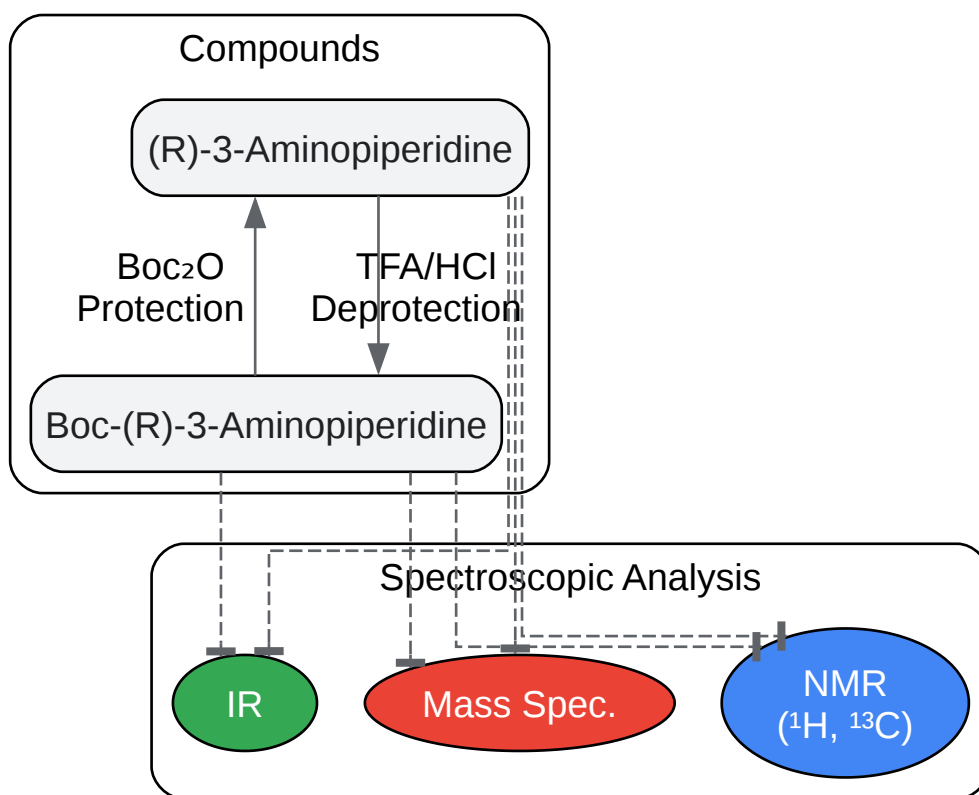 Compounds
(R)-3-Aminopiperidine
Boc₂O
Protection
TFA/HCl
Deprotection
Boc-(R)-3-Aminopiperidine
Spectroscopic Analysis
IR
Mass Spec.
NMR
(¹H, ¹³C)